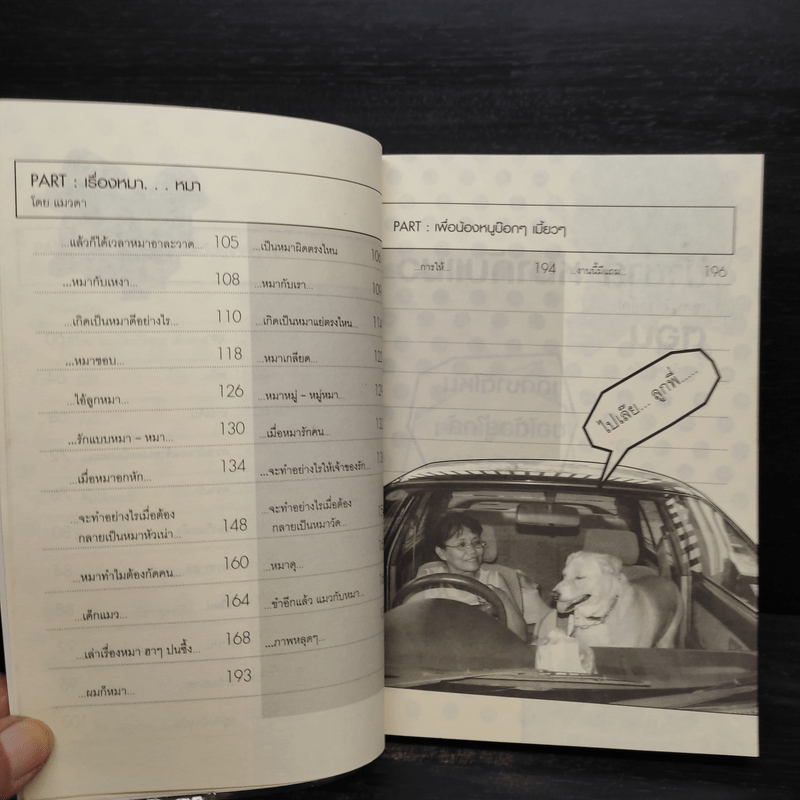 PART : เรื่องหมา. . . หมา
โดย แมวดา
...แล้วก็ได้เวลาหมาอาละวาด... 105
...หมากับเหงา... 108
...เกิดเป็นหมาดีอย่างไร... 110
...หมาชอบ... 118
...ไอ้ลูกหมา... 126
...รักแบบหมา – หมา... 130
...เมื่อหมาอกหัก... 134
...จะทำอย่างไรเมื่อต้อง
กลายเป็นหมาหัวเน่า... 148
...หมาทำไมต้องกัดคน... 160
...เด็กแมว... 164
...เล่าเรื่องหมา ฮาๆ ปนซึ้ง... 168
...ผมก็หมา... 193
...เป็นหมาผิดตรงไหน 106
...หมากับเรา... 109
...เกิดเป็นหมาแย่ตรงไหน...
...หมาเกลียด...
...หมาหมู่ – หมู่หมา...
...เมื่อหมารักคน...
...จะทำอย่างไรให้เจ้าของรัก...
...จะทำอย่างไรเมื่อต้อง
กลายเป็นหมาวัด...
...หมาดุ...
...ขำอีกแล้ว แมวกับหมา...
...ภาพหลุดๆ...
PART : เพื่อน้องหนูบ๊อกๆ เมี้ยวๆ
...การให้... 194
...งานนี้มีแถม... 196
ไปเลีย... ลูกพี่......